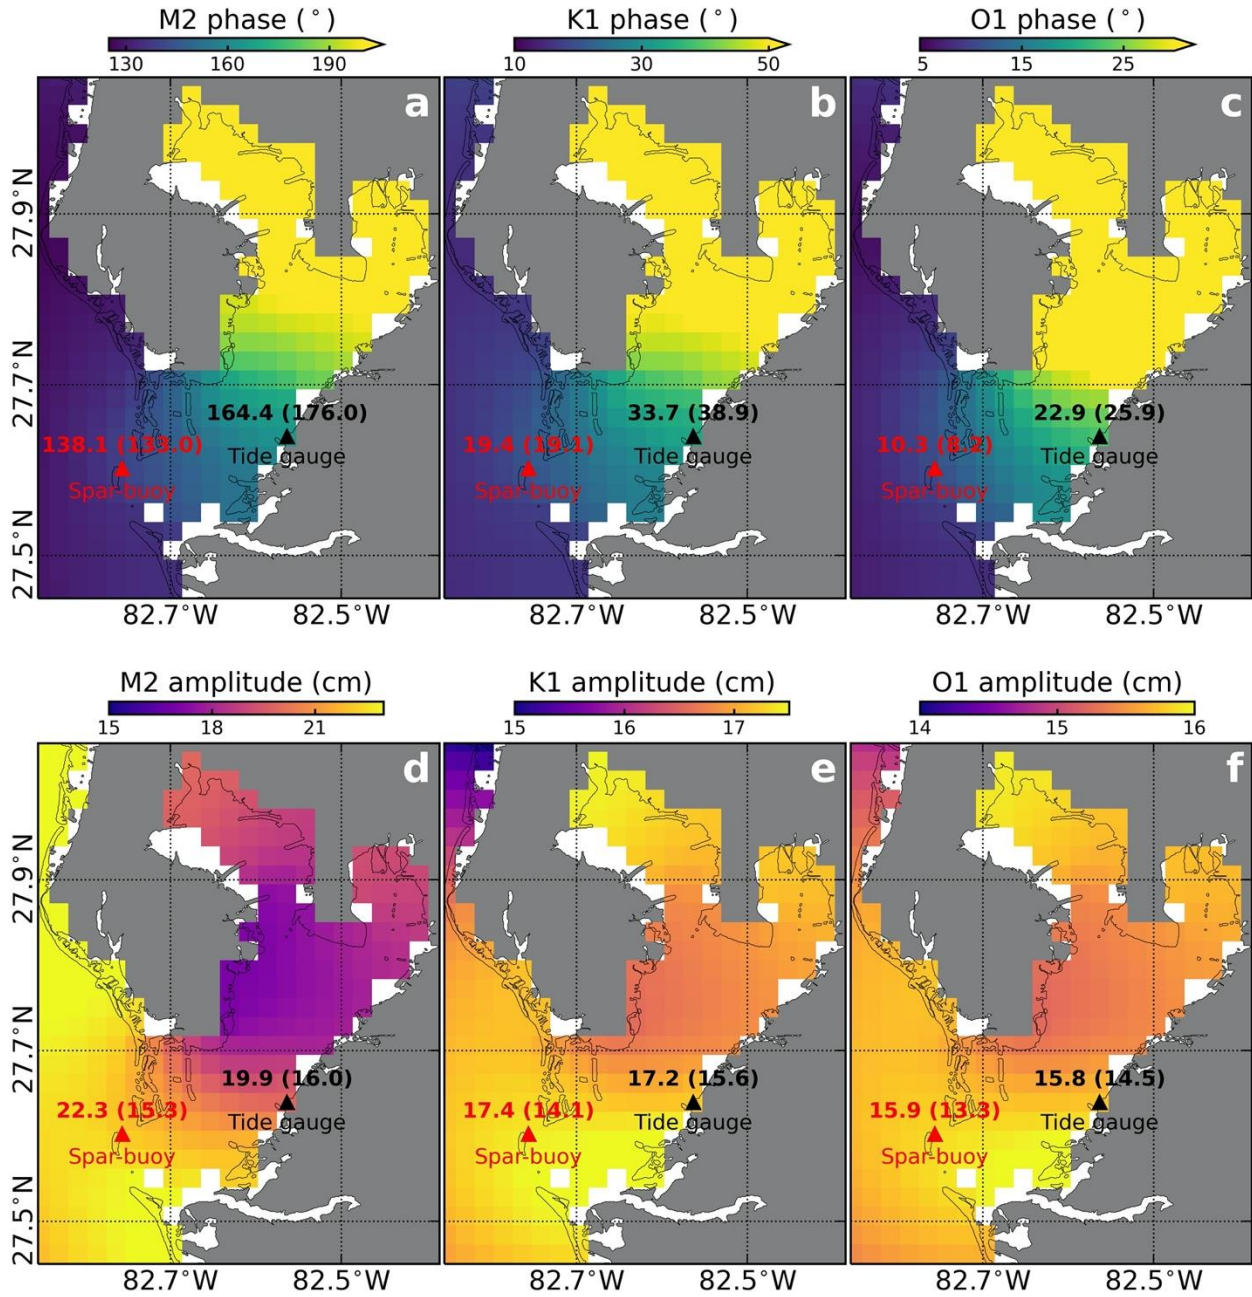 M2 phase (°) K1 phase (°) O1 phase (°)
130 160 190 10 30 50 5 15 25
a b c
27.9°N
27.7°N
164.4 (176.0) 33.7 (38.9) 22.9 (25.9)
138.1 (133.0) 19.4 (19.1) 10.3 (8.2)
Tide gauge Tide gauge Tide gauge
Spar-buoy Spar-buoy Spar-buoy
27.5°N
82.7°W 82.5°W 82.7°W 82.5°W 82.7°W 82.5°W
M2 amplitude (cm) K1 amplitude (cm) O1 amplitude (cm)
15 18 21 15 16 17 14 15 16
d e f
27.9°N
27.7°N
19.9 (16.0) 17.2 (15.6) 15.8 (14.5)
22.3 (15.3) 17.4 (14.1) 15.9 (13.3)
Tide gauge Tide gauge Tide gauge
Spar-buoy Spar-buoy Spar-buoy
27.5°N
82.7°W 82.5°W 82.7°W 82.5°W 82.7°W 82.5°W